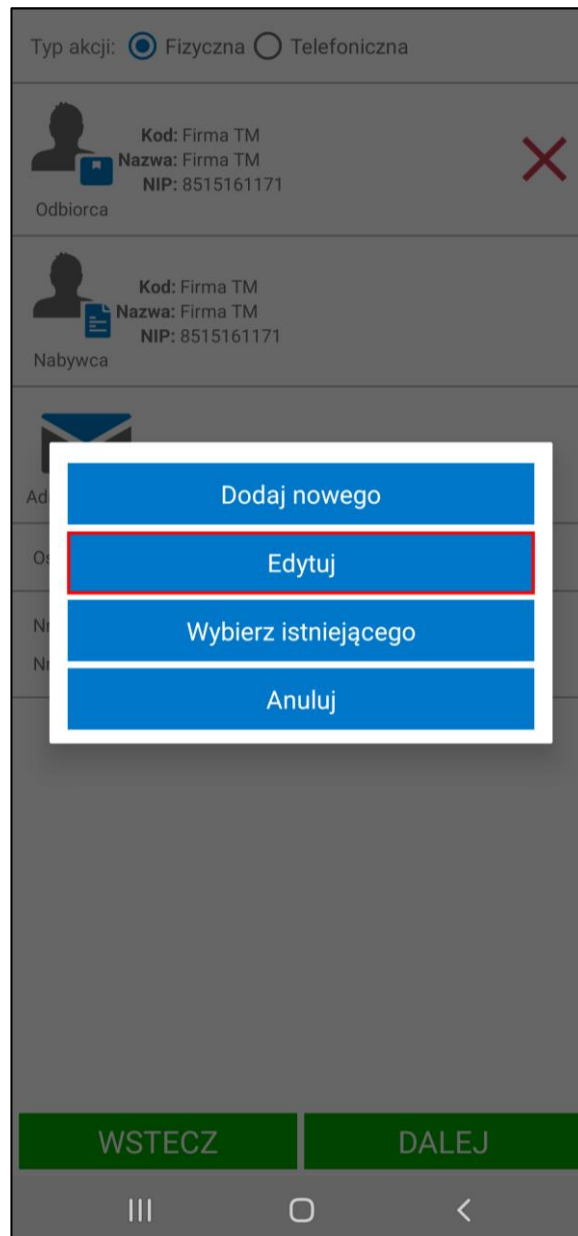 Typ akcji: Fizyczna Telefoniczna
Kod: Firma TM
Nazwa: Firma TM
NIP: 8515161171
Odbiorca
Kod: Firma TM
Nazwa: Firma TM
NIP: 8515161171
Nabywca
Dodaj nowego
Edytuj
Wybierz istniejącego
Anuluj
WSTECZ DALEJ